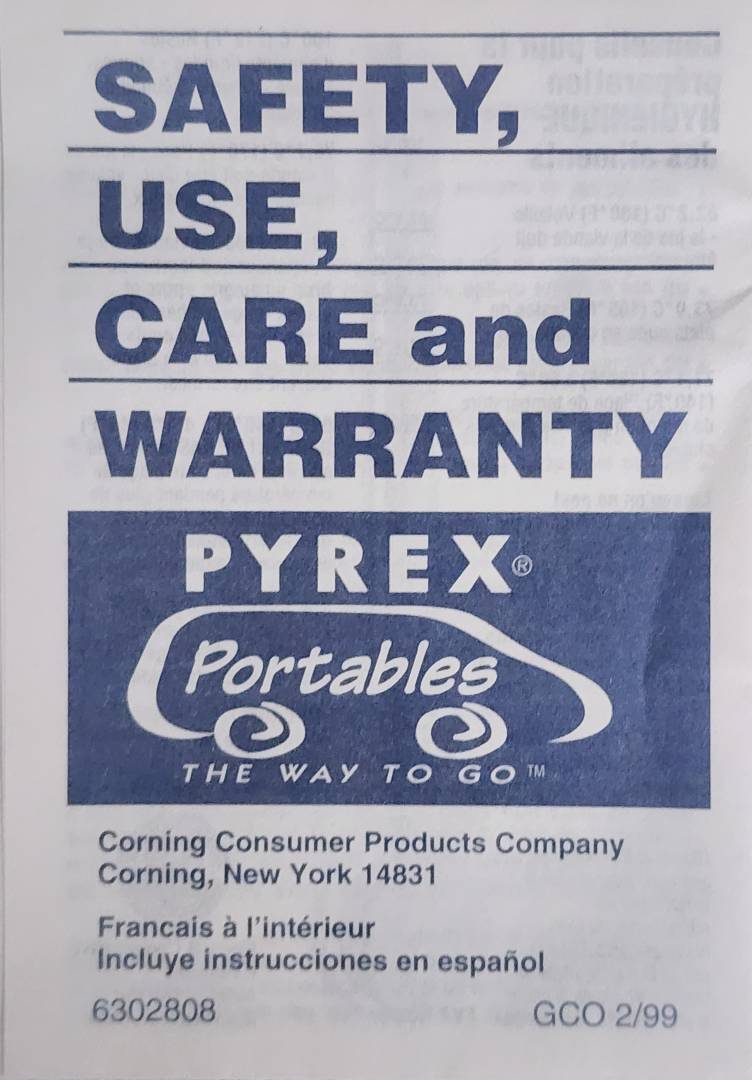 SAFETY,
USE,
CARE and
WARRANTY
PYREX®
Portables
THE WAY TO GO™
Corning Consumer Products Company
Corning, New York 14831
Francais à l'intérieur
Incluye instrucciones en español
6302808 GCO 2/99